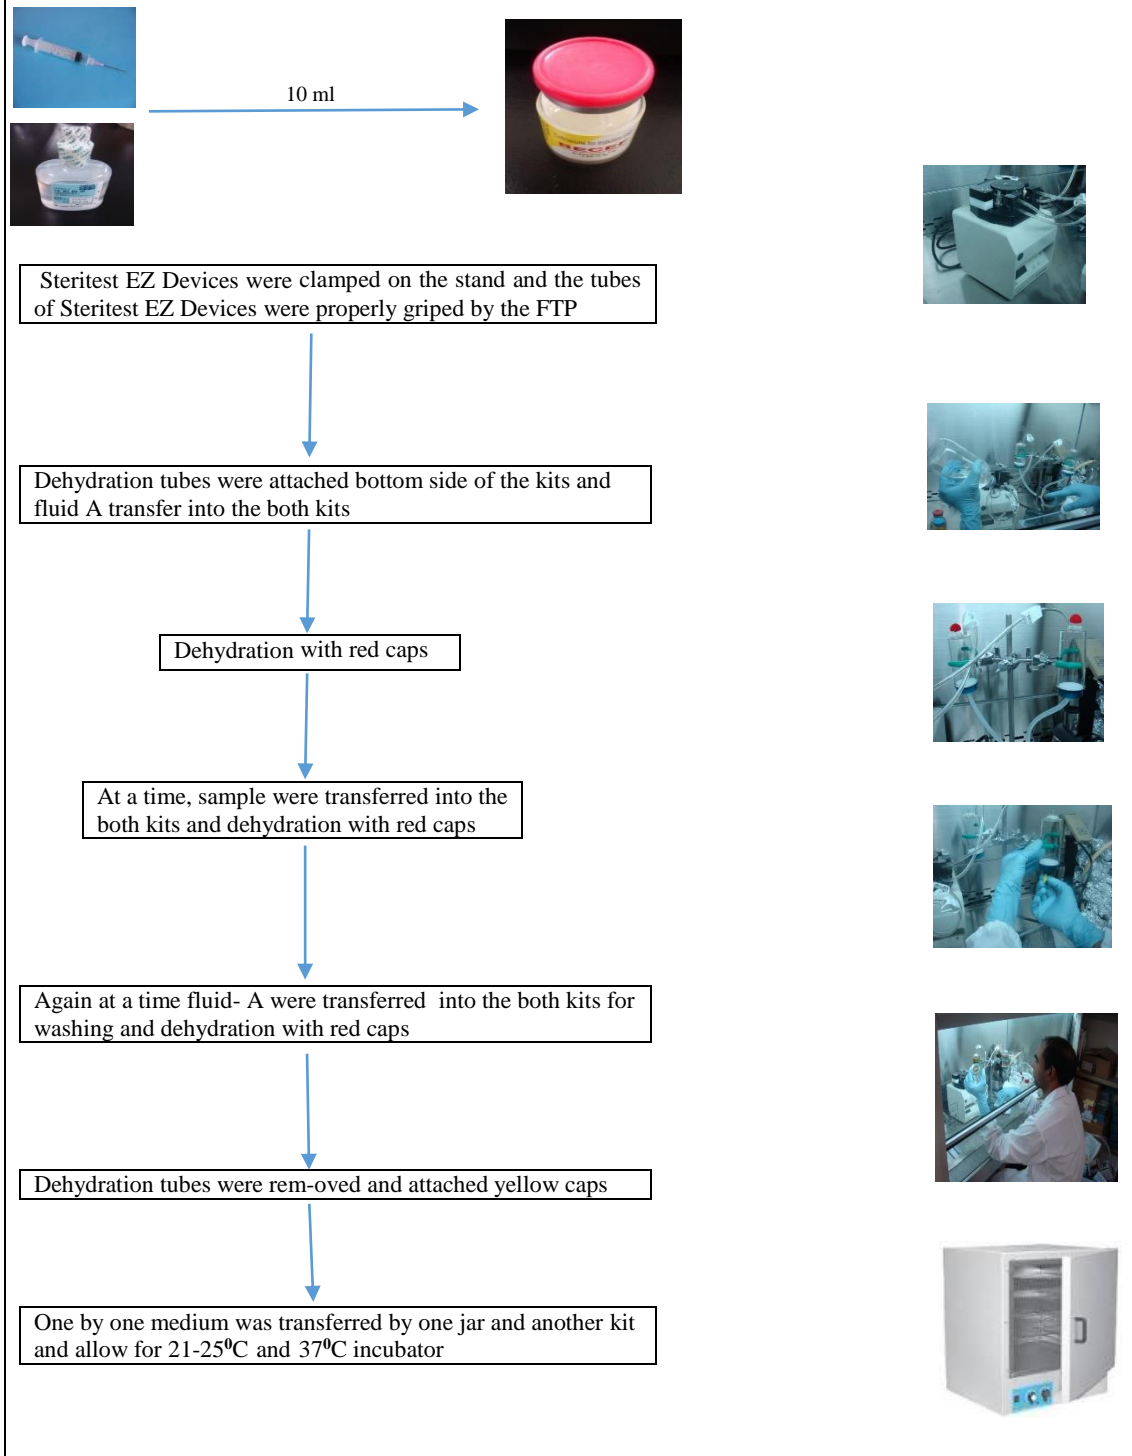 10 ml
BECEF
Steritest EZ Devices were clamped on the stand and the tubes
of Steritest EZ Devices were properly griped by the FTP
Dehydration tubes were attached bottom side of the kits and
fluid A transfer into the both kits
Dehydration with red caps
At a time, sample were transferred into the
both kits and dehydration with red caps
Again at a time fluid- A were transferred into the both kits for
washing and dehydration with red caps
Dehydration tubes were rem-oved and attached yellow caps
One by one medium was transferred by one jar and another kit
and allow for 21-25⁰C and 37⁰C incubator